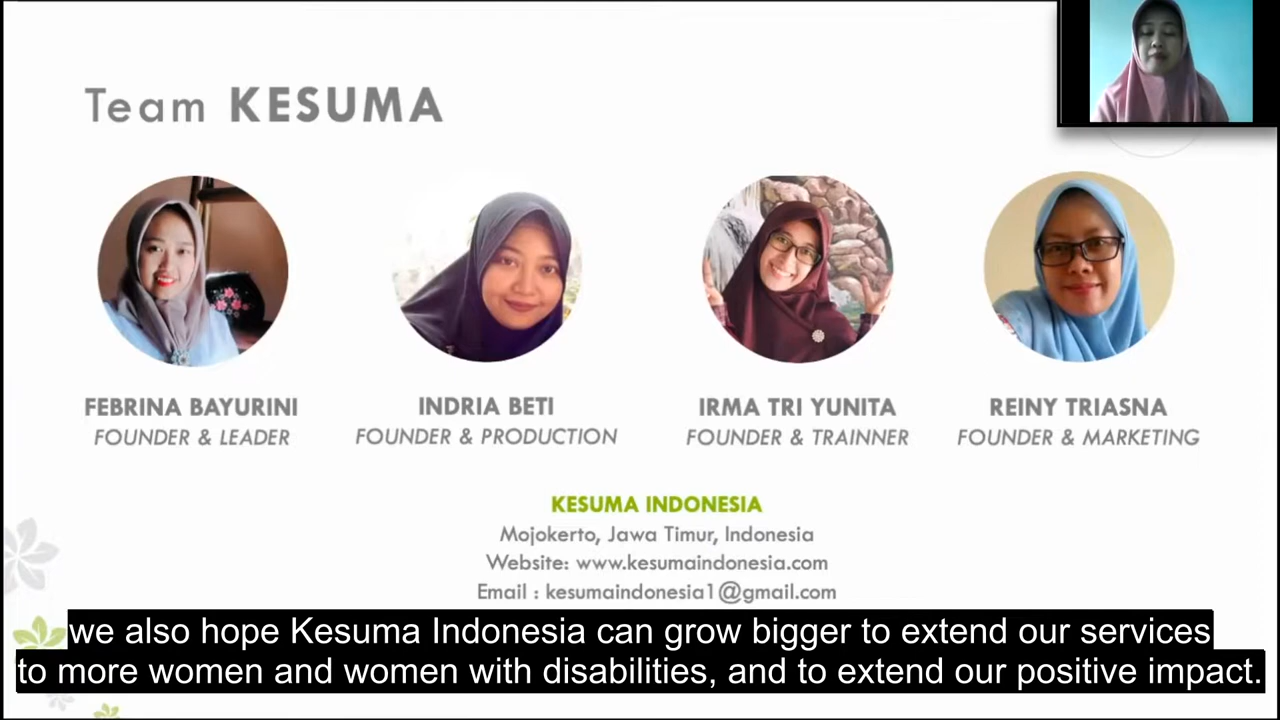 Team KESUMA
FEBRINA BAYURINI
FOUNDER & LEADER
INDRIA BETI
FOUNDER & PRODUCTION
IRMA TRI YUNITA
FOUNDER & TRAINNER
REINY TRIASNA
FOUNDER & MARKETING
KESUMA INDONESIA
Mojokerto, Jawa Timur, Indonesia
Website: www.kesumaindonesia.com
Email : kesumaindonesia1@gmail.com
we also hope Kesuma Indonesia can grow bigger to extend our services
to more women and women with disabilities, and to extend our positive impact.